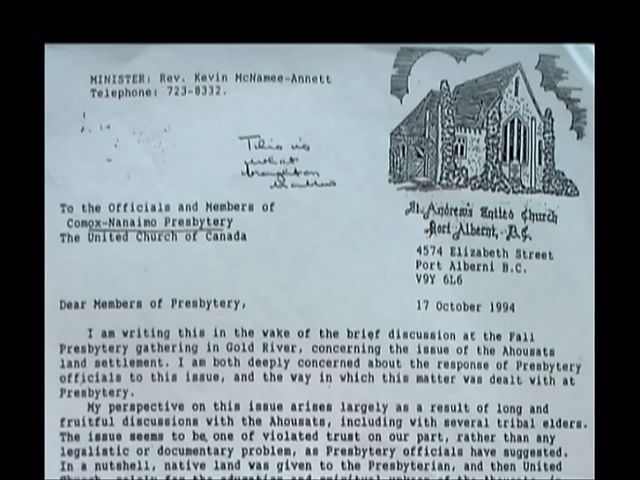 MINISTER: Rev. Kevin McNamee-Annett
Telephone: 723-8332.
This is
what
brought on
St. Andrew's United Church
Port Alberni, B.C.
4574 Elizabeth Street
Port Alberni B.C.
V9Y 6L6
17 October 1994
To the Officials and Members of
Comox-Nanaimo Presbytery
The United Church of Canada
Dear Members of Presbytery,
I am writing this in the wake of the brief discussion at the Fall
Presbytery gathering in Gold River, concerning the issue of the Ahousats
land settlement. I am both deeply concerned about the response of Presbytery
officials to this issue, and the way in which this matter was dealt with at
Presbytery.
My perspective on this issue arises largely as a result of long and
fruitful discussions with the Ahousats, including with several tribal elders.
The issue seems to be one of violated trust on our part, rather than any
legalistic or documentary problem, as Presbytery officials have suggested.
In a nutshell, native land was given to the Presbyterian, and then United